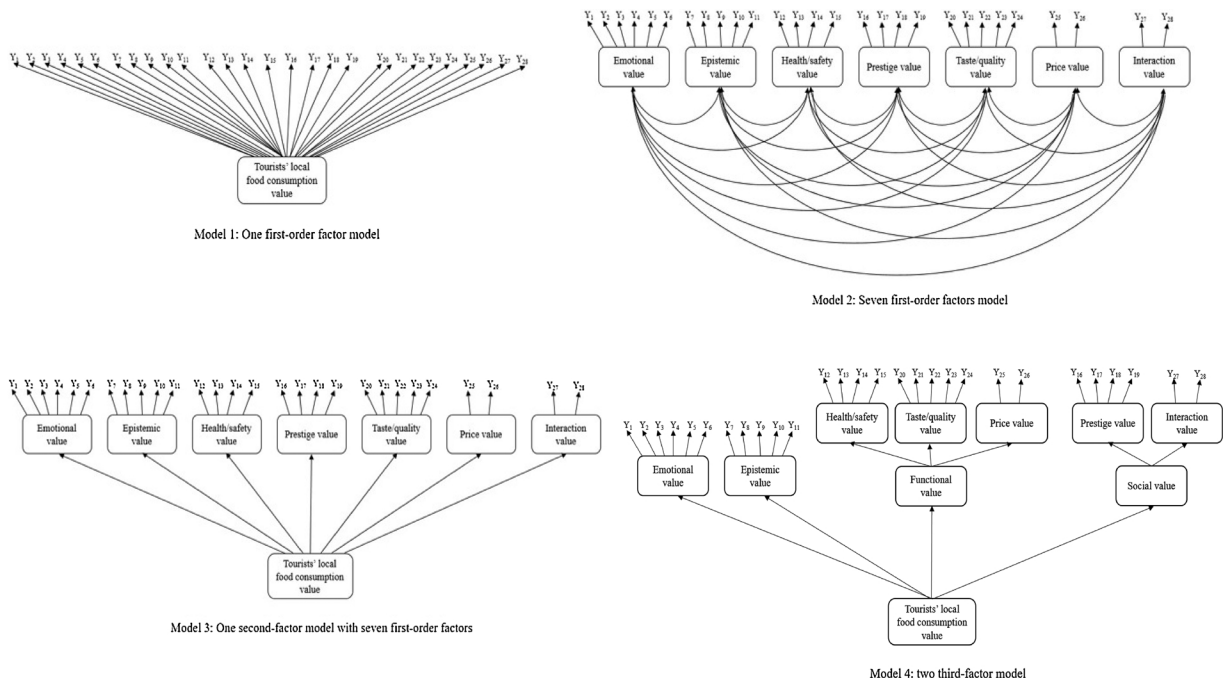 Y1 Y2 Y3 Y4 Y5 Y6 Y7 Y8 Y9 Y10 Y11 Y12 Y13 Y14 Y15 Y16 Y17 Y18 Y19 Y20 Y21 Y22 Y23 Y24 Y25 Y26 Y27 Y28
Tourists' local
food consumption
value
Model 1: One first-order factor model
Y1 Y2 Y3 Y4 Y5 Y6 Y7 Y8 Y9 Y10 Y11 Y12 Y13 Y14 Y15 Y16 Y17 Y18 Y19 Y20 Y21 Y22 Y23 Y24 Y25 Y26 Y27 Y28
Emotional
value
Epistemic
value
Health/safety
value
Prestige value
Taste/quality
value
Price value
Interaction
value
Model 2: Seven first-order factors model
Y1 Y2 Y3 Y4 Y5 Y6 Y7 Y8 Y9 Y10 Y11 Y12 Y13 Y14 Y15 Y16 Y17 Y18 Y19 Y20 Y21 Y22 Y23 Y24 Y25 Y26 Y27 Y28
Emotional
value
Epistemic
value
Health/safety
value
Prestige value
Taste/quality
value
Price value
Interaction
value
Tourists' local
food consumption
value
Model 3: One second-factor model with seven first-order factors
Y12 Y13 Y14 Y15 Y20 Y21 Y22 Y23 Y24 Y25 Y26 Y16 Y17 Y18 Y19 Y27 Y28
Health/safety
value
Taste/quality
value
Price value
Prestige value
Interaction
value
Y1 Y2 Y3 Y4 Y5 Y6 Y7 Y8 Y9 Y10 Y11
Emotional
value
Epistemic
value
Functional
value
Social value
Tourists' local
food consumption
value
Model 4: two third-factor model